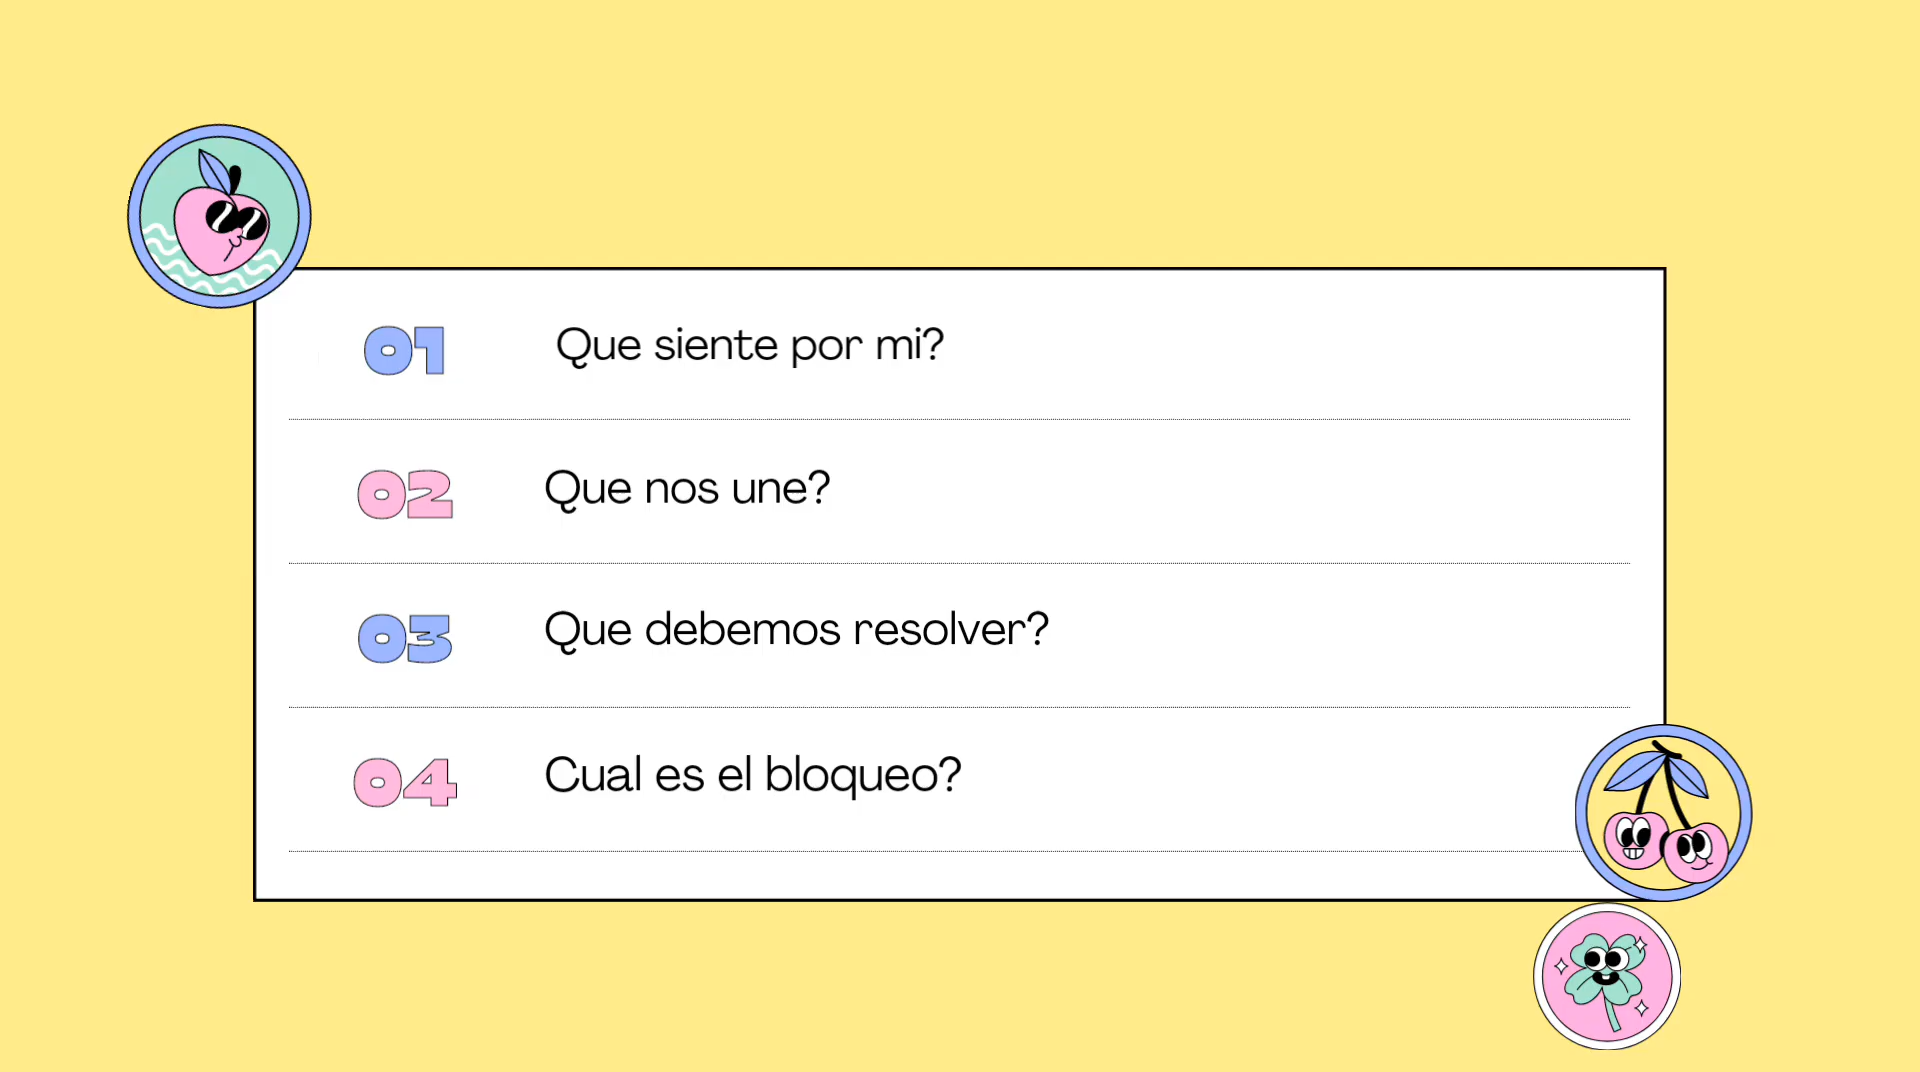 01 Que siente por mi?
02 Que nos une?
03 Que debemos resolver?
04 Cual es el bloqueo?